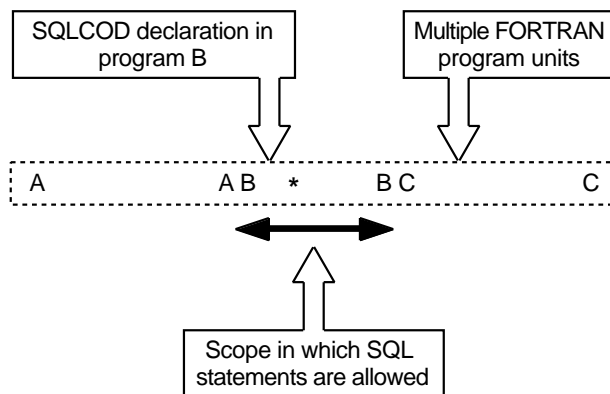 SQLCOD declaration in
program B
Multiple FORTRAN
program units
A A B * B C C
Scope in which SQL
statements are allowed